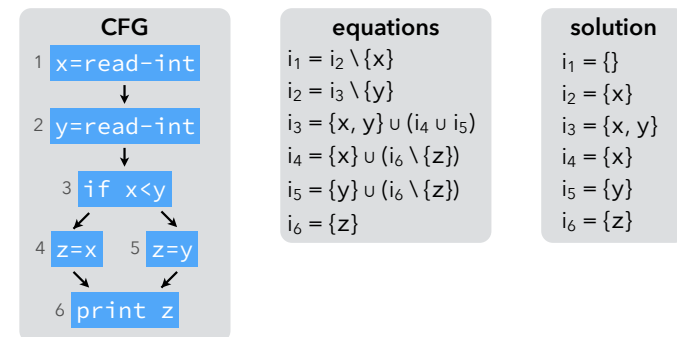 CFG
1 x=read-int
2 y=read-int
3 if x<y
4 z=x 5 z=y
6 print z
equations
i₁ = i₂ \ {x}
i₂ = i₃ \ {y}
i₃ = {x, y} ∪ (i₄ ∪ i₅)
i₄ = {x} ∪ (i₆ \ {z})
i₅ = {y} ∪ (i₆ \ {z})
i₆ = {z}
solution
i₁ = {}
i₂ = {x}
i₃ = {x, y}
i₄ = {x}
i₅ = {y}
i₆ = {z}